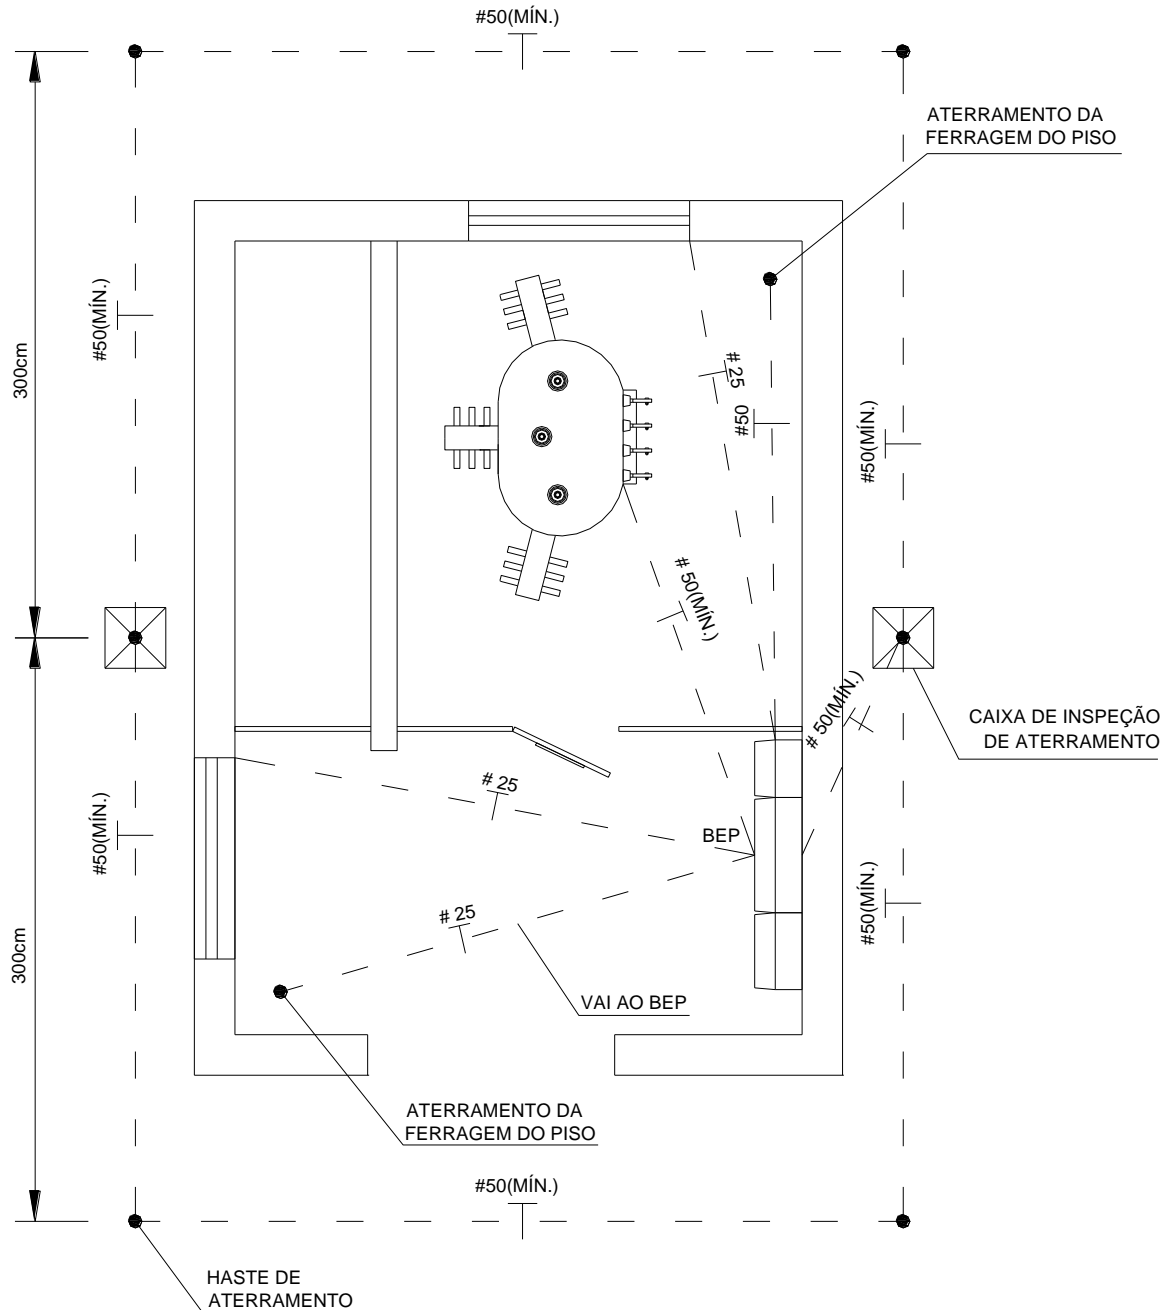 #50(MÍN.)
ATERRAMENTO DA
FERRAGEM DO PISO
#50(MÍN.)
300cm
# 25
#50
#50(MÍN.)
# 50(MÍN.)
# 50(MÍN.)
CAIXA DE INSPEÇÃO
DE ATERRAMENTO
# 25
#50(MÍN.)
BEP
#50(MÍN.)
# 25
300cm
VAI AO BEP
ATERRAMENTO DA
FERRAGEM DO PISO
#50(MÍN.)
HASTE DE
ATERRAMENTO